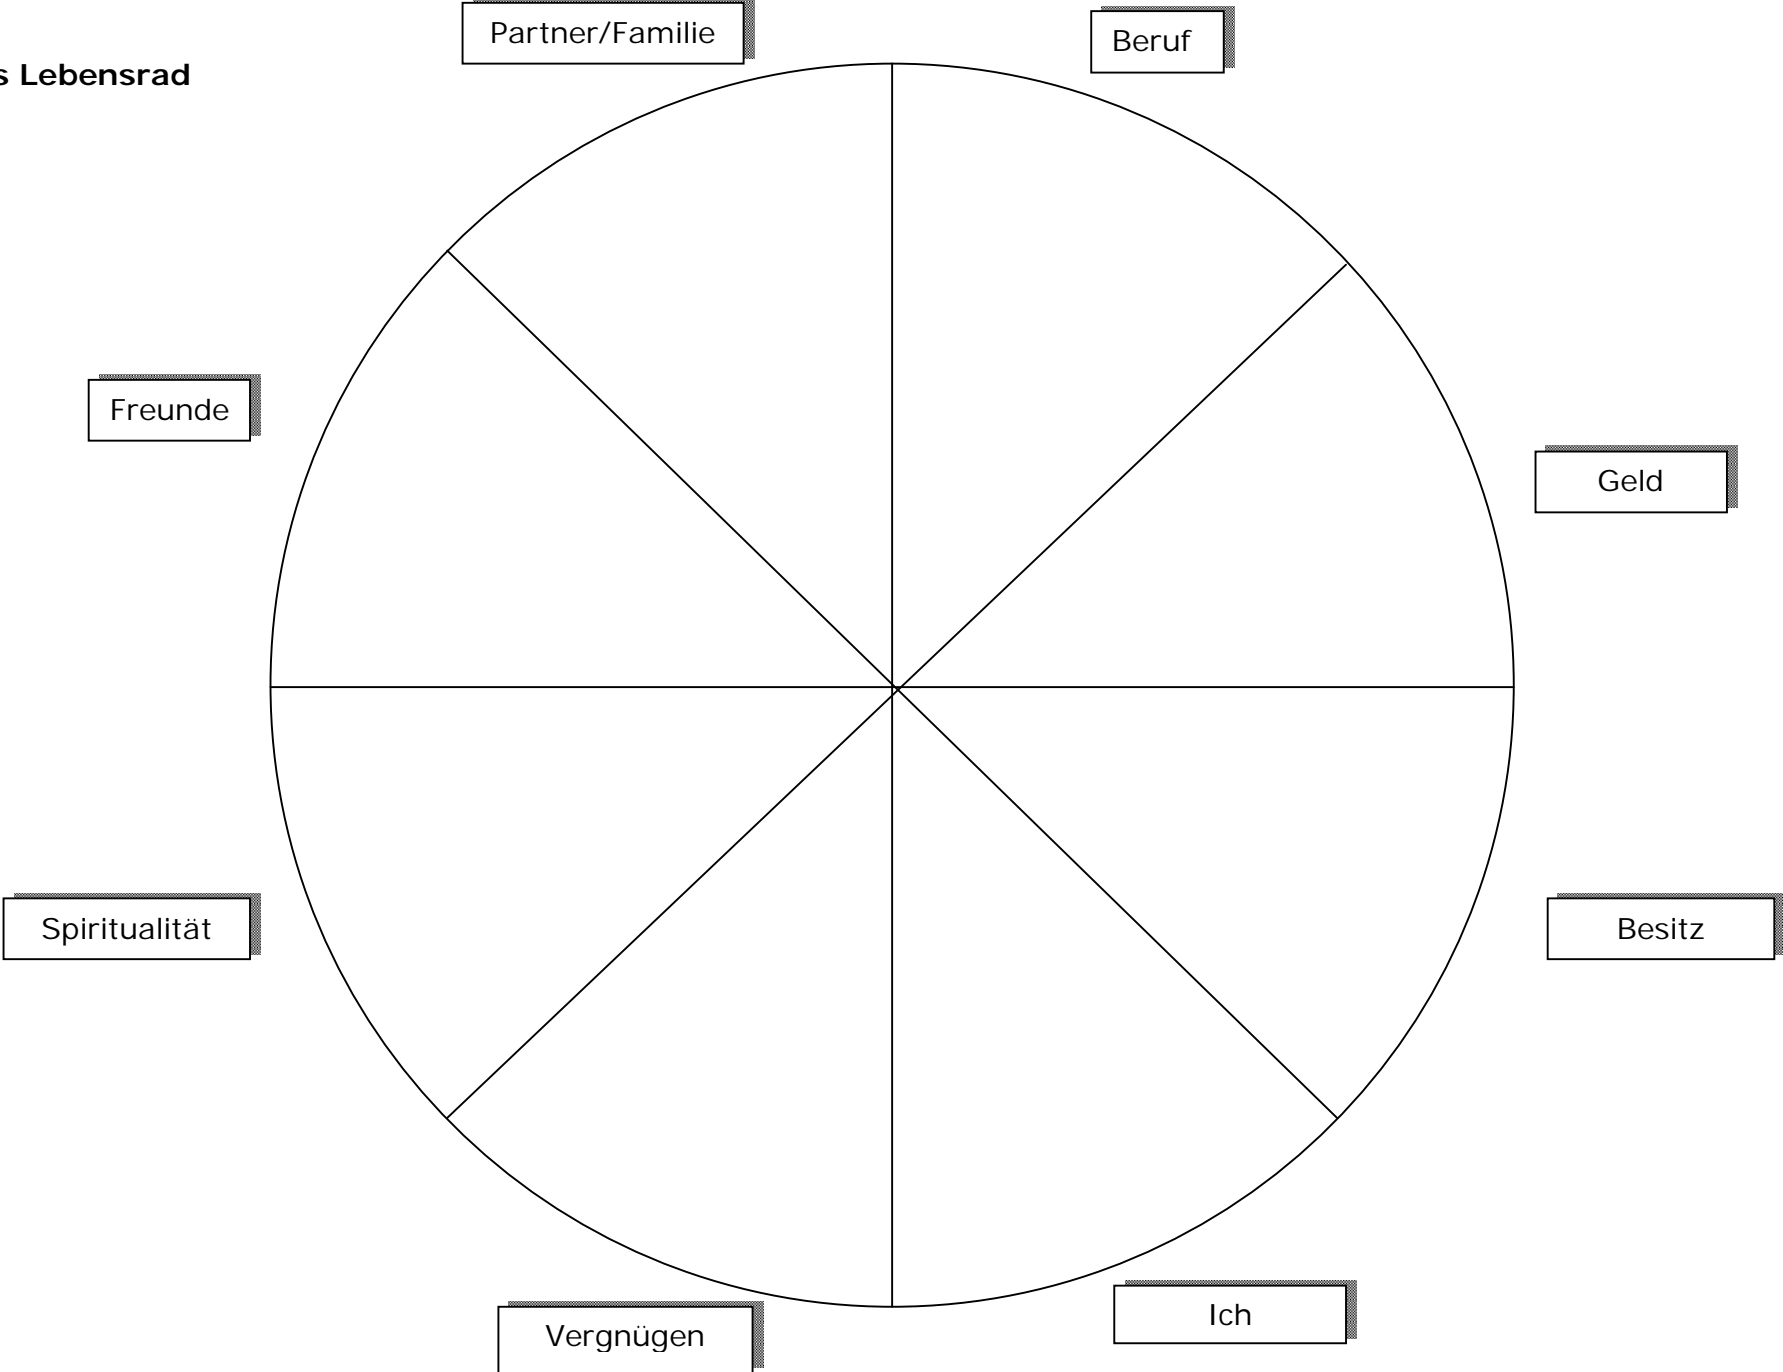 Partner/Familie
Beruf
s Lebensrad
Freunde
Geld
Spiritualität
Besitz
Ich
Vergnügen